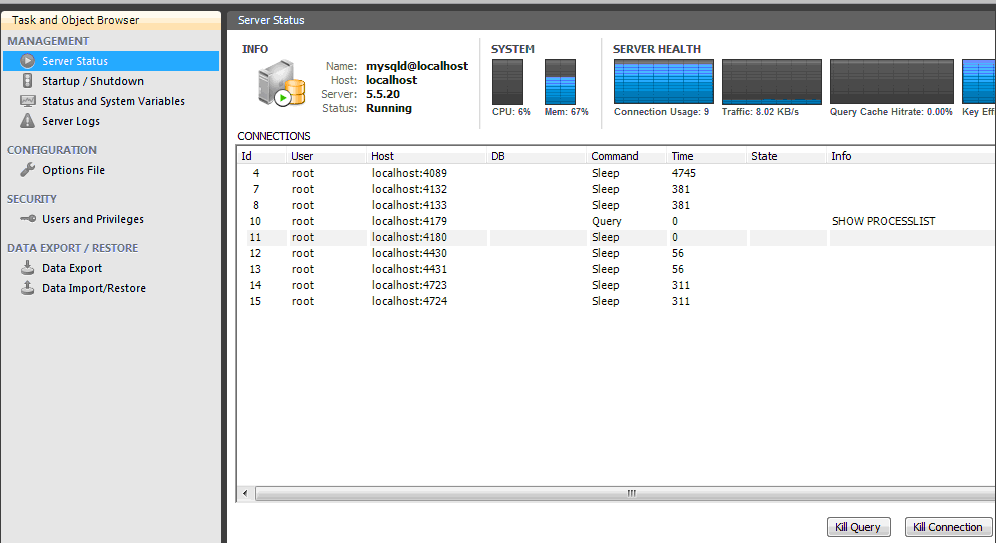 Task and Object Browser
MANAGEMENT
Server Status
Startup / Shutdown
Status and System Variables
Server Logs
CONFIGURATION
Options File
SECURITY
Users and Privileges
DATA EXPORT / RESTORE
Data Export
Data Import/Restore
Server Status
INFO
Name: mysqld@localhost
Host: localhost
Server: 5.5.20
Status: Running
SYSTEM
CPU: 6% Mem: 67%
SERVER HEALTH
Connection Usage: 9 Traffic: 8.02 KB/s Query Cache Hitrate: 0.00% Key Effi
CONNECTIONS
Id User Host DB Command Time State Info
4 root localhost:4089 Sleep 4745
7 root localhost:4132 Sleep 381
8 root localhost:4133 Sleep 381
10 root localhost:4179 Query 0 SHOW PROCESSLIST
11 root localhost:4180 Sleep 0
12 root localhost:4430 Sleep 56
13 root localhost:4431 Sleep 56
14 root localhost:4723 Sleep 311
15 root localhost:4724 Sleep 311
Kill Query Kill Connection